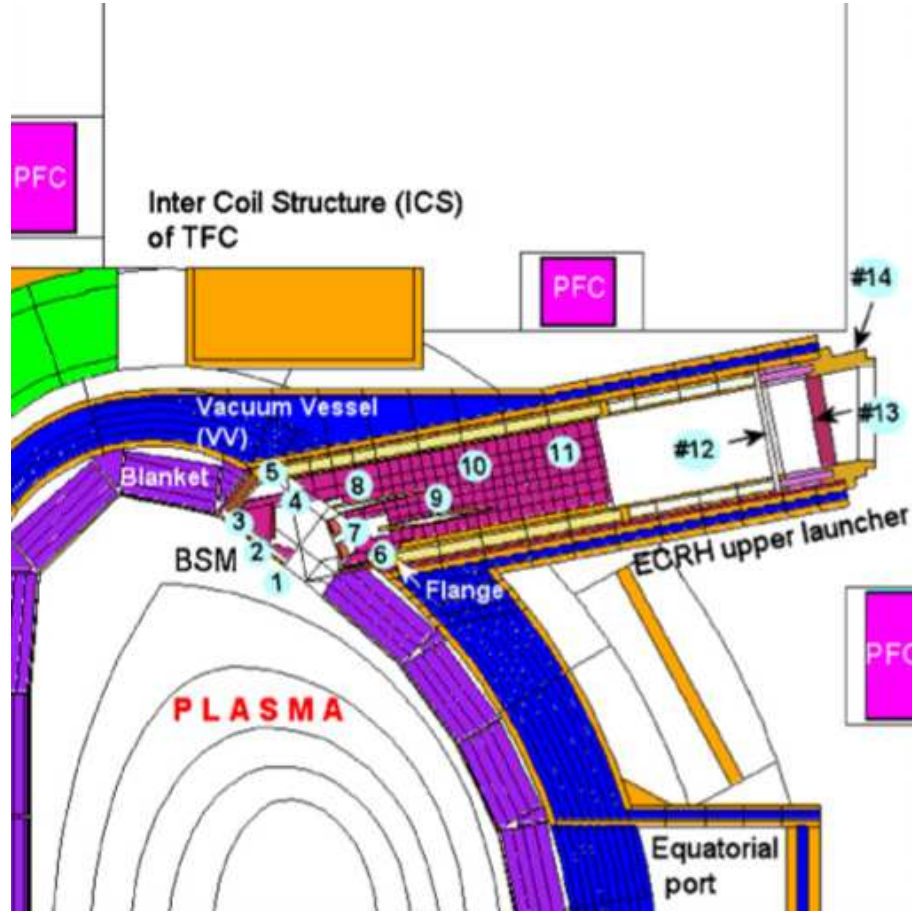 PFC
Inter Coil Structure (ICS)
of TFC
PFC
#14
Vacuum Vessel
(VV)
#13
#12
Blanket
5
11
10
8
9
4
3
7
6
2
1
BSM
Flange
ECRH upper launcher
PFC
PLASMA
Equatorial
port